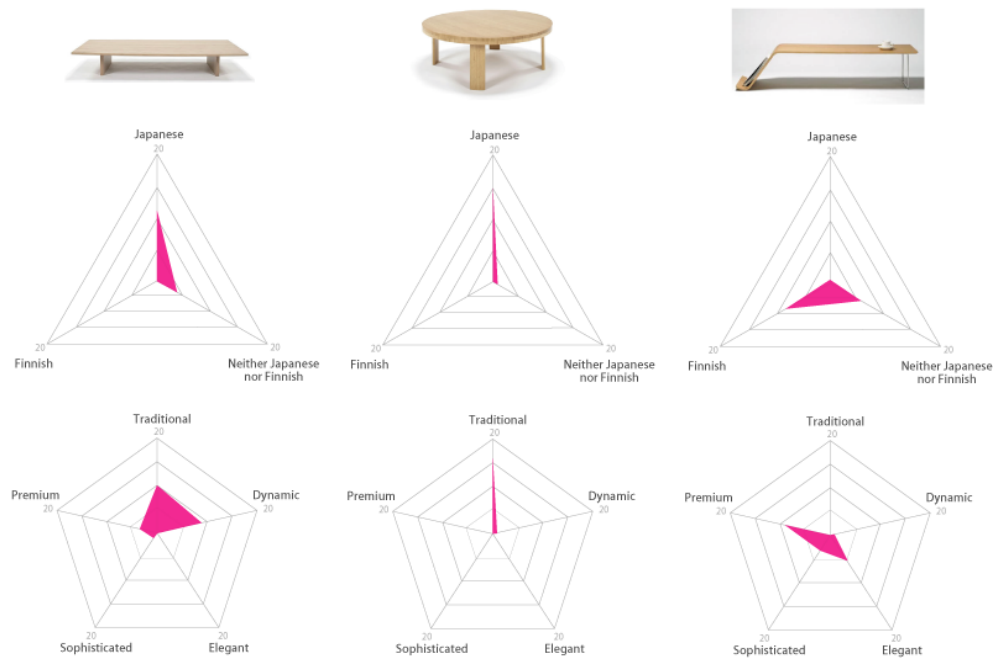 Japanese
20
20
Finnish
20
Neither Japanese
nor Finnish
Japanese
20
20
Finnish
20
Neither Japanese
nor Finnish
Japanese
20
20
Finnish
20
Neither Japanese
nor Finnish
Traditional
20
Premium
20
Dynamic
20
20
Sophisticated
20
Elegant
Traditional
20
Premium
20
Dynamic
20
20
Sophisticated
20
Elegant
Traditional
20
Premium
20
Dynamic
20
20
Sophisticated
20
Elegant